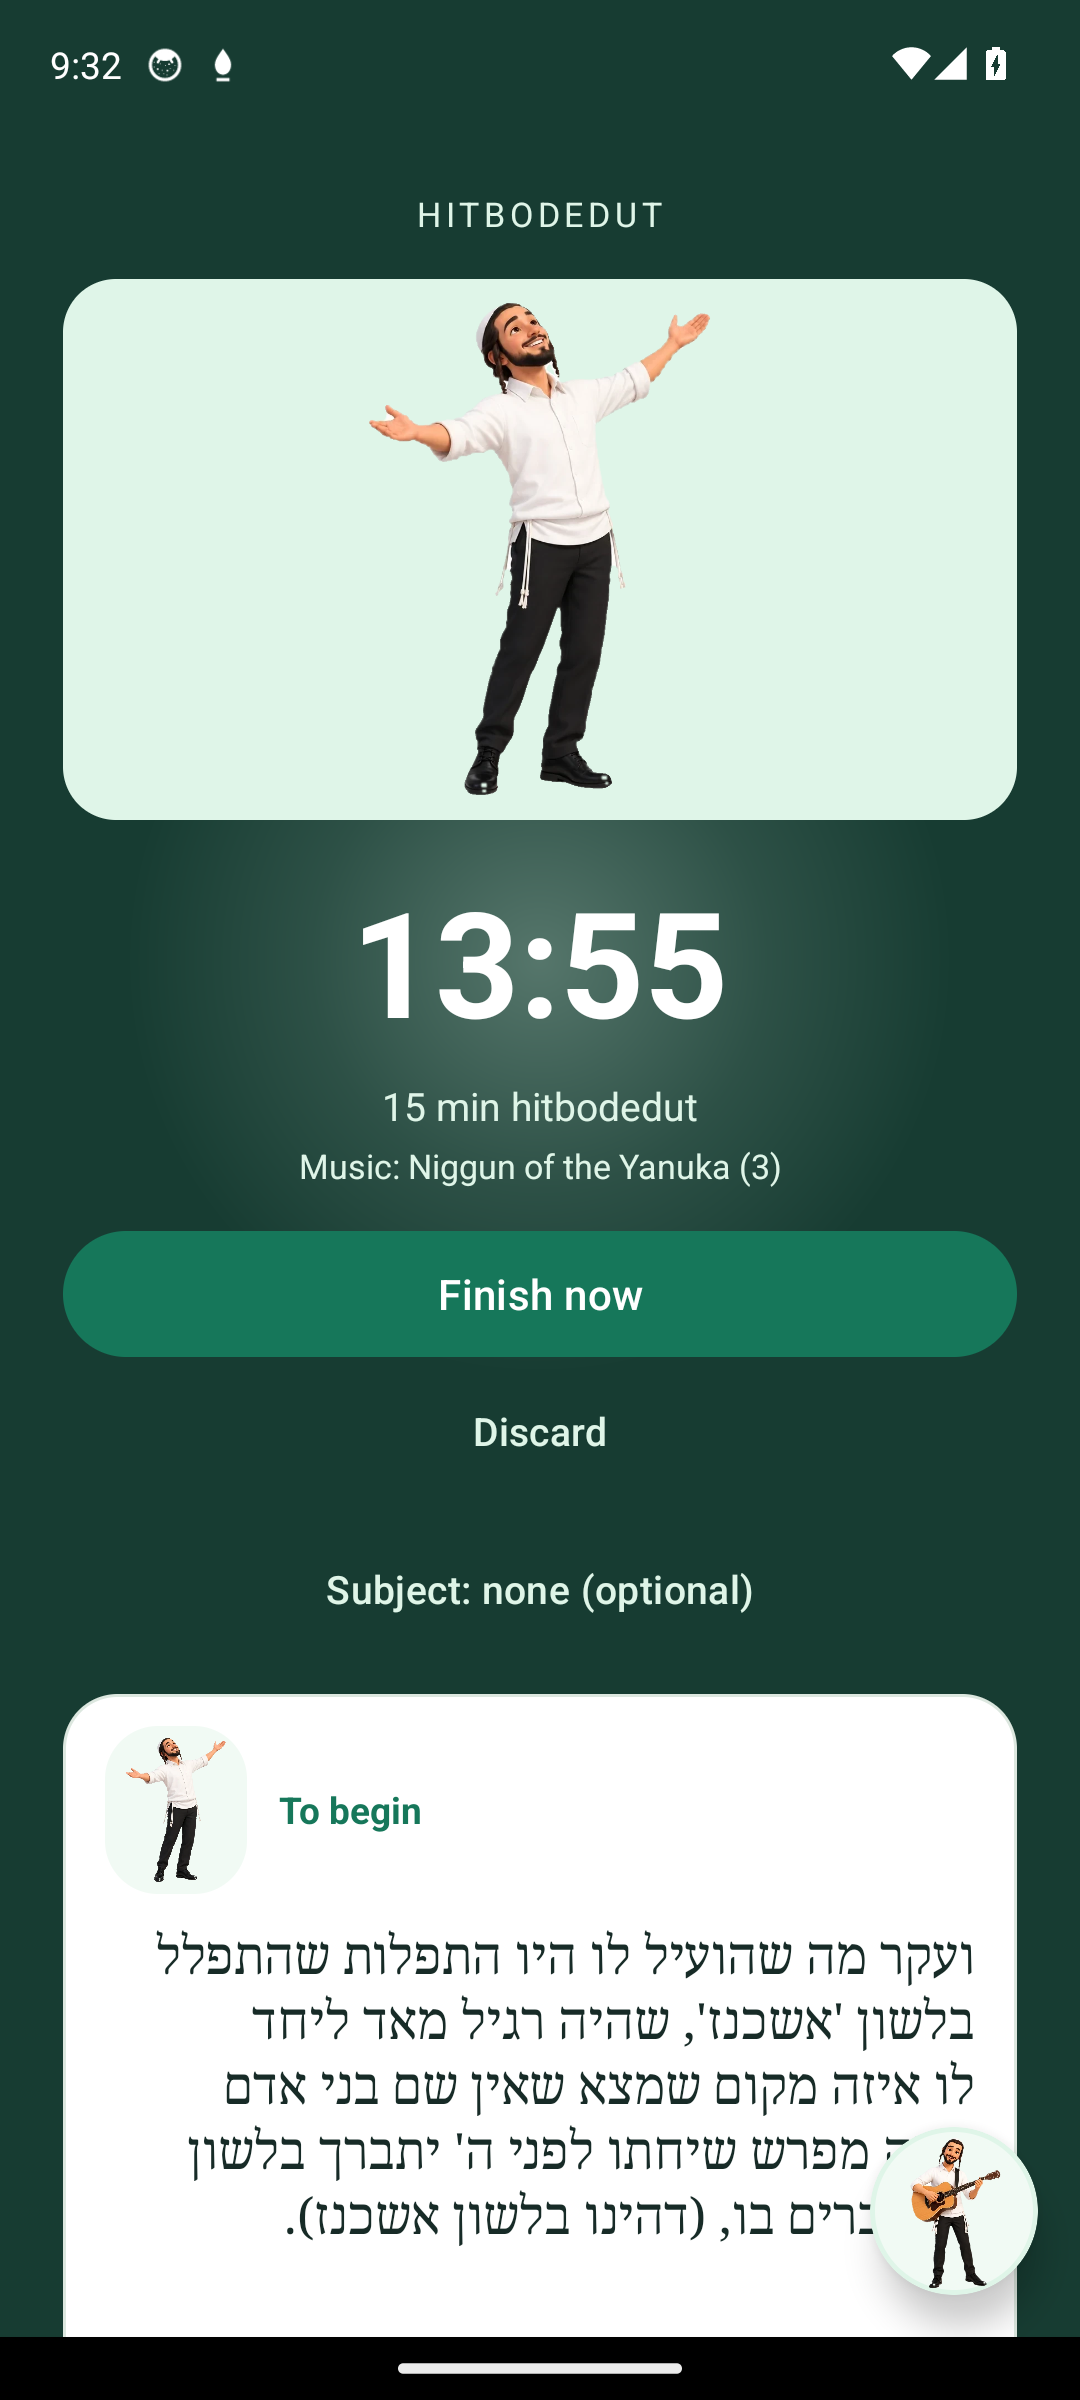 9:32
HITBODEDUT
13:55
15 min hitbodedut
Music: Niggun of the Yanuka (3)
Finish now
Discard
Subject: none (optional)
To begin
ועקר מה שהועיל לו היו התפלות שהתפלל
בלשון 'אשכנז', שהיה רגיל מאד ליחד
לו איזה מקום שמצא שאין שם בני אדם
מפרש שיחתו לפני ה' יתברך בלשון
בו, (דהינו בלשון אשכנז).